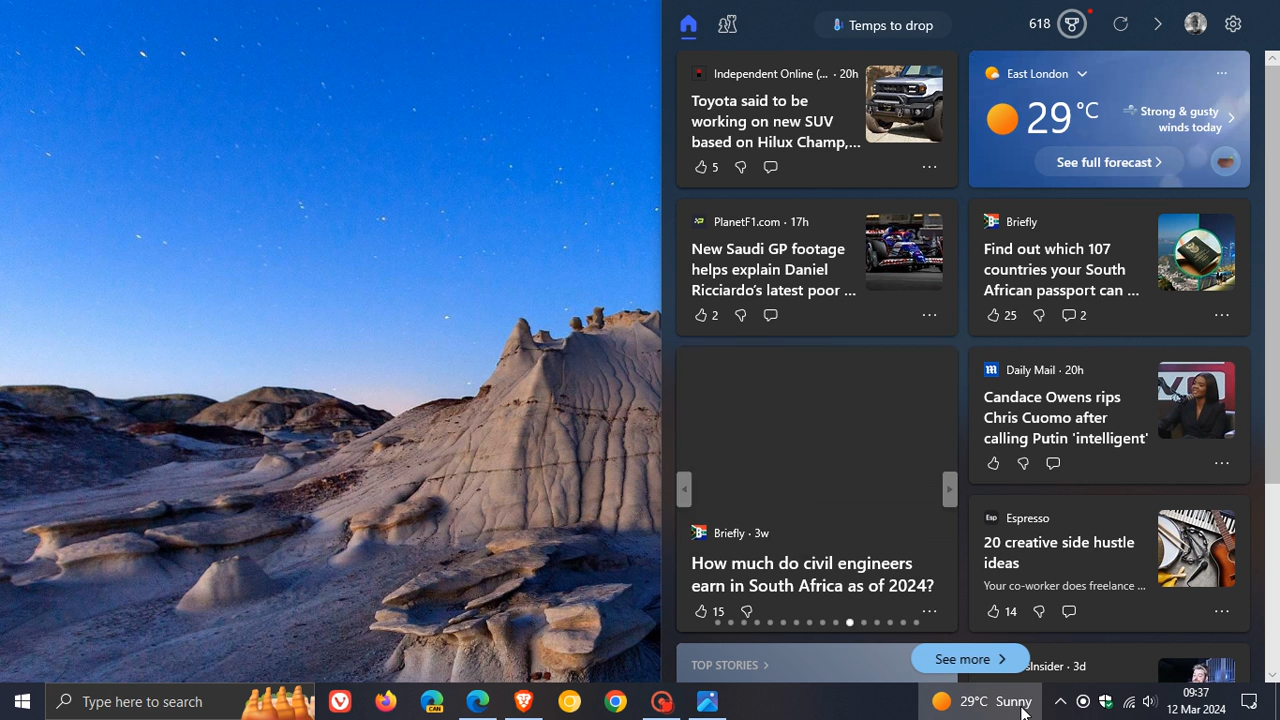 Temps to drop
618
Independent Online (... · 20h
Toyota said to be
working on new SUV
based on Hilux Champ,...
5
East London
29 °C
Strong & gusty
winds today
See full forecast
PlanetF1.com · 17h
New Saudi GP footage
helps explain Daniel
Ricciardo's latest poor ...
2
Briefly
Find out which 107
countries your South
African passport can ...
25
2
Briefly · 3w
How much do civil engineers
earn in South Africa as of 2024?
15
Daily Mail · 20h
Candace Owens rips
Chris Cuomo after
calling Putin 'intelligent'
Esp
Espresso
20 creative side hustle
ideas
Your co-worker does freelance ...
14
TOP STORIES
See more
sInsider · 3d
Type here to search
CAN
29°C Sunny
09:37
12 Mar 2024